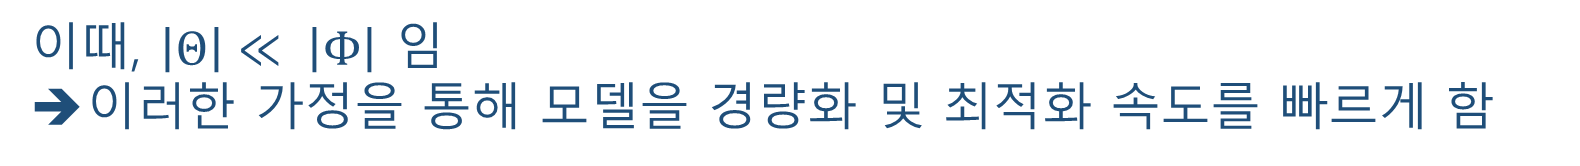 이때, |Θ| ≪ |Φ| 임
➔이러한 가정을 통해 모델을 경량화 및 최적화 속도를 빠르게 함